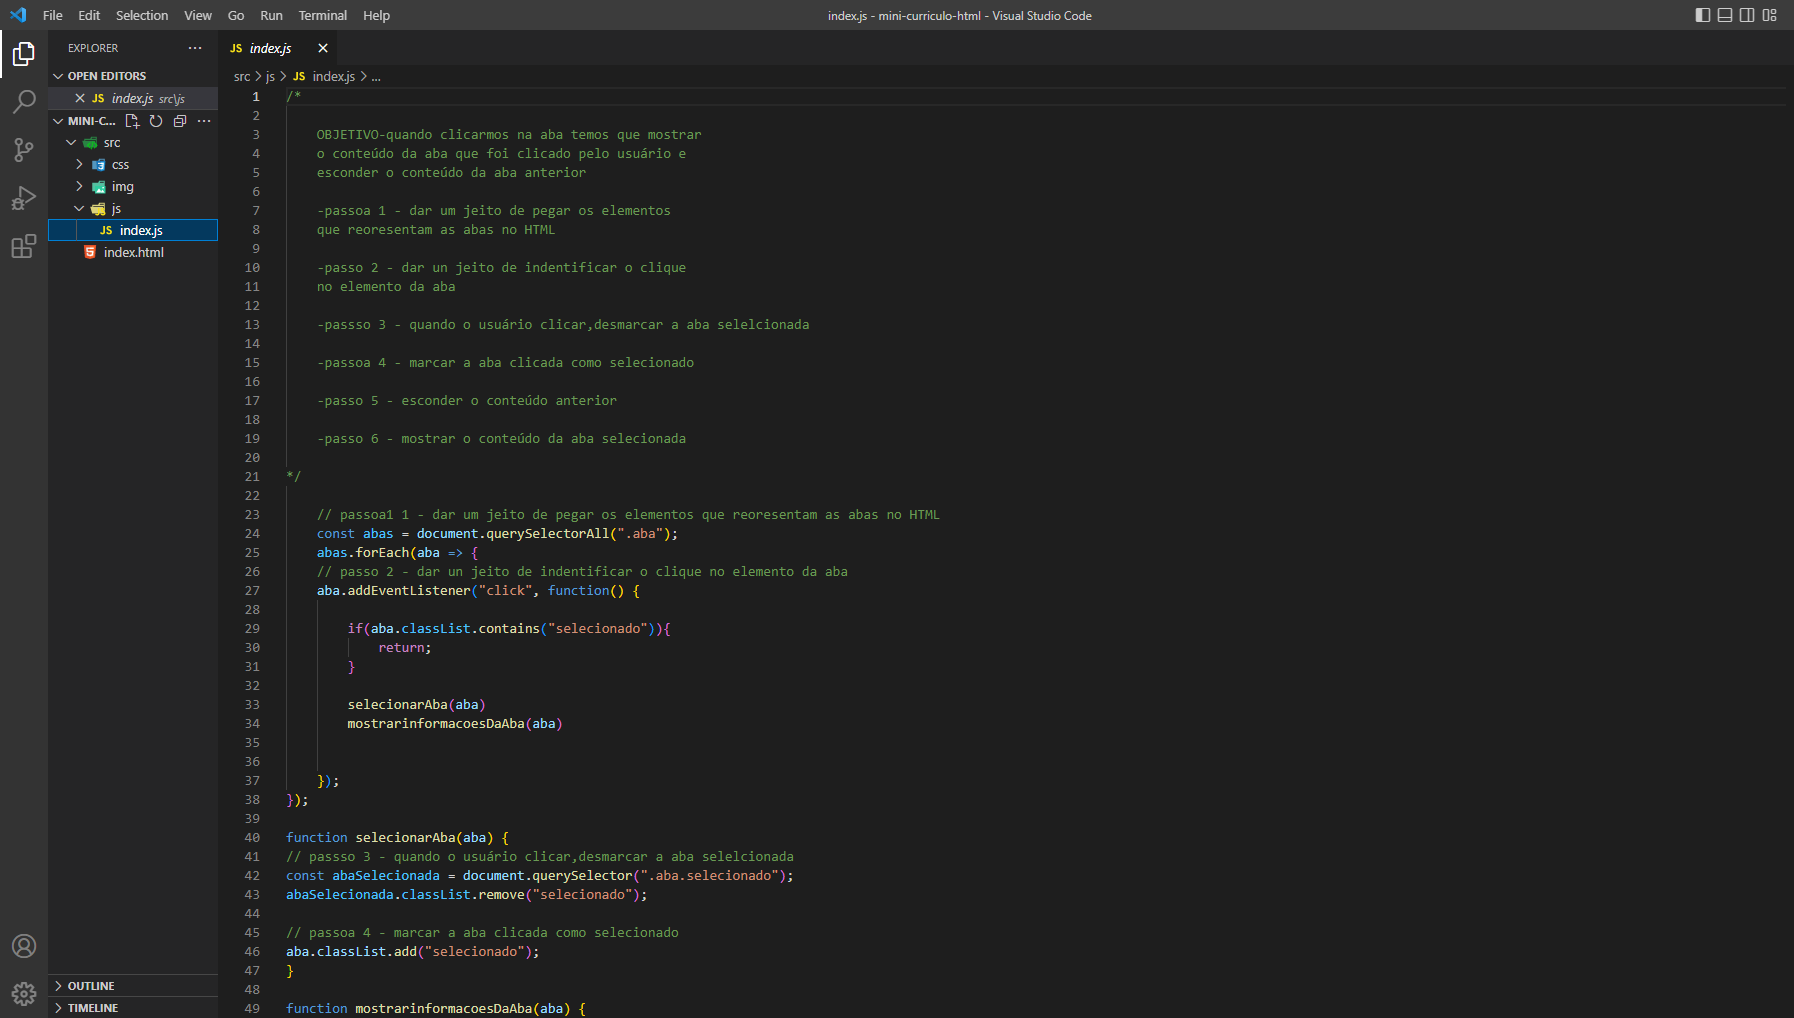 File Edit Selection View Go Run Terminal Help
index.js - mini-curriculo-html - Visual Studio Code
EXPLORER
OPEN EDITORS
JS index.js src\js
MINI-C...
src
css
img
js
JS index.js
index.html
OUTLINE
TIMELINE
JS index.js
src > js > JS index.js > ...
1 /*
2
3 OBJETIVO-quando clicarmos na aba temos que mostrar
4 o conteúdo da aba que foi clicado pelo usuário e
5 esconder o conteúdo da aba anterior
6
7 -passoa 1 - dar um jeito de pegar os elementos
8 que reoresentam as abas no HTML
9
10 -passo 2 - dar un jeito de indentificar o clique
11 no elemento da aba
12
13 -passso 3 - quando o usuário clicar,desmarcar a aba selelcionada
14
15 -passoa 4 - marcar a aba clicada como selecionado
16
17 -passo 5 - esconder o conteúdo anterior
18
19 -passo 6 - mostrar o conteúdo da aba selecionada
20
21 */
22
23 // passoa1 1 - dar um jeito de pegar os elementos que reoresentam as abas no HTML
24 const abas = document.querySelectorAll(".aba");
25 abas.forEach(aba => {
26 // passo 2 - dar un jeito de indentificar o clique no elemento da aba
27 aba.addEventListener("click", function() {
28
29 if(aba.classList.contains("selecionado")){
30 return;
31 }
32
33 selecionarAba(aba)
34 mostrarinformacoesDaAba(aba)
35
36
37 });
38 });
39
40 function selecionarAba(aba) {
41 // passso 3 - quando o usuário clicar,desmarcar a aba selelcionada
42 const abaSelecionada = document.querySelector(".aba.selecionado");
43 abaSelecionada.classList.remove("selecionado");
44
45 // passoa 4 - marcar a aba clicada como selecionado
46 aba.classList.add("selecionado");
47 }
48
49 function mostrarinformacoesDaAba(aba) {